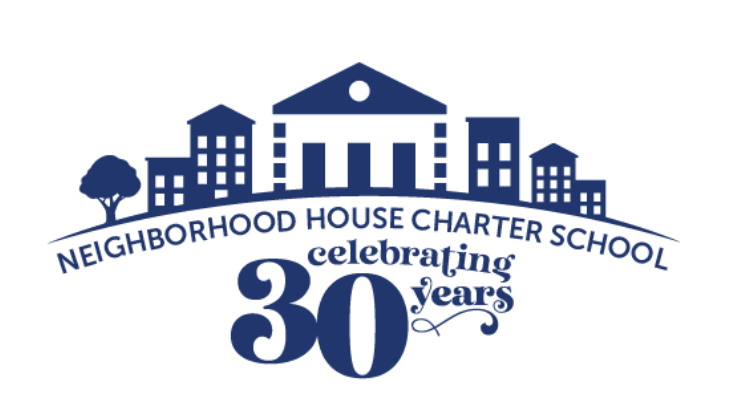 NEIGHBORHOOD HOUSE CHARTER SCHOOL
celebrating
30 years